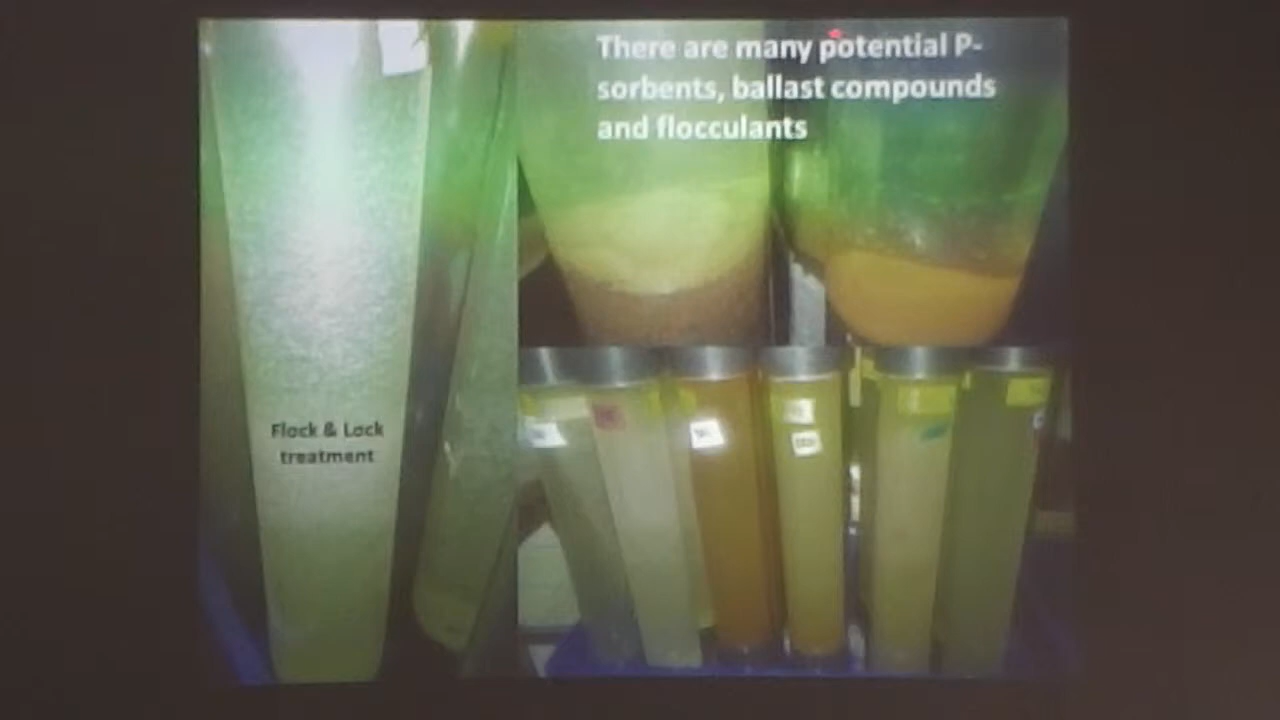 There are many potential P-
sorbents, ballast compounds
and flocculants
Flock & Lock
treatment